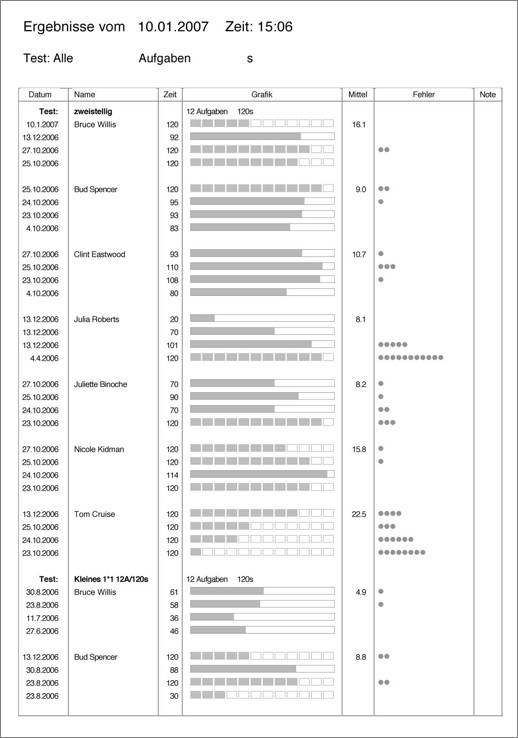 Ergebnisse vom 10.01.2007 Zeit: 15:06
Test: Alle Aufgaben s
Datum Name Zeit Grafik Mittel Fehler Note
Test: zweistellig 12 Aufgaben 120s
10.1.2007 Bruce Willis 120 16.1
13.12.2006 92
27.10.2006 120
25.10.2006 120
25.10.2006 Bud Spencer 120 9.0
24.10.2006 95
23.10.2006 93
4.10.2006 83
27.10.2006 Clint Eastwood 93 10.7
25.10.2006 110
23.10.2006 108
4.10.2006 80
13.12.2006 Julia Roberts 20 8.1
13.12.2006 70
13.12.2006 101
4.4.2006 120
27.10.2006 Juliette Binoche 70 8.2
25.10.2006 90
24.10.2006 70
23.10.2006 120
27.10.2006 Nicole Kidman 120 15.8
25.10.2006 120
24.10.2006 114
23.10.2006 120
13.12.2006 Tom Cruise 120 22.5
25.10.2006 120
24.10.2006 120
23.10.2006 120
Test: Kleines 1*1 12A/120s 12 Aufgaben 120s
30.8.2006 Bruce Willis 61 4.9
23.8.2006 58
11.7.2006 36
27.6.2006 46
13.12.2006 Bud Spencer 120 8.8
30.8.2006 88
23.8.2006 120
23.8.2006 30